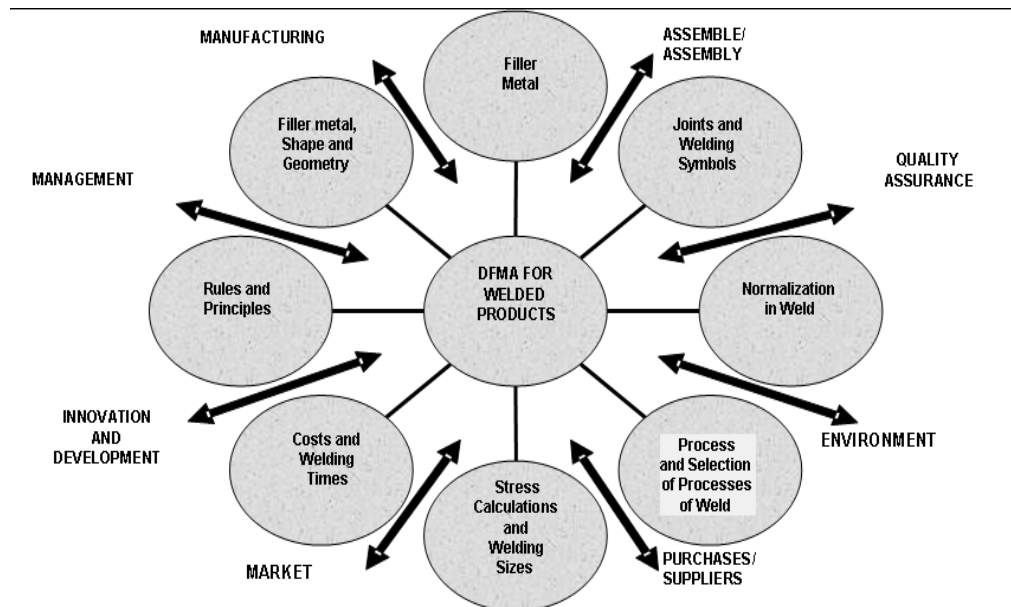 MANUFACTURING
Filler
Metal
ASSEMBLE/
ASSEMBLY
Filler metal,
Shape and
Geometry
Joints and
Welding
Symbols
MANAGEMENT
QUALITY
ASSURANCE
Rules and
Principles
DFMA FOR
WELDED
PRODUCTS
Normalization
in Weld
INNOVATION
AND
DEVELOPMENT
Costs and
Welding
Times
Stress
Calculations
and
Welding
Sizes
Process
and Selection
of Processes
of Weld
ENVIRONMENT
MARKET
PURCHASES/
SUPPLIERS